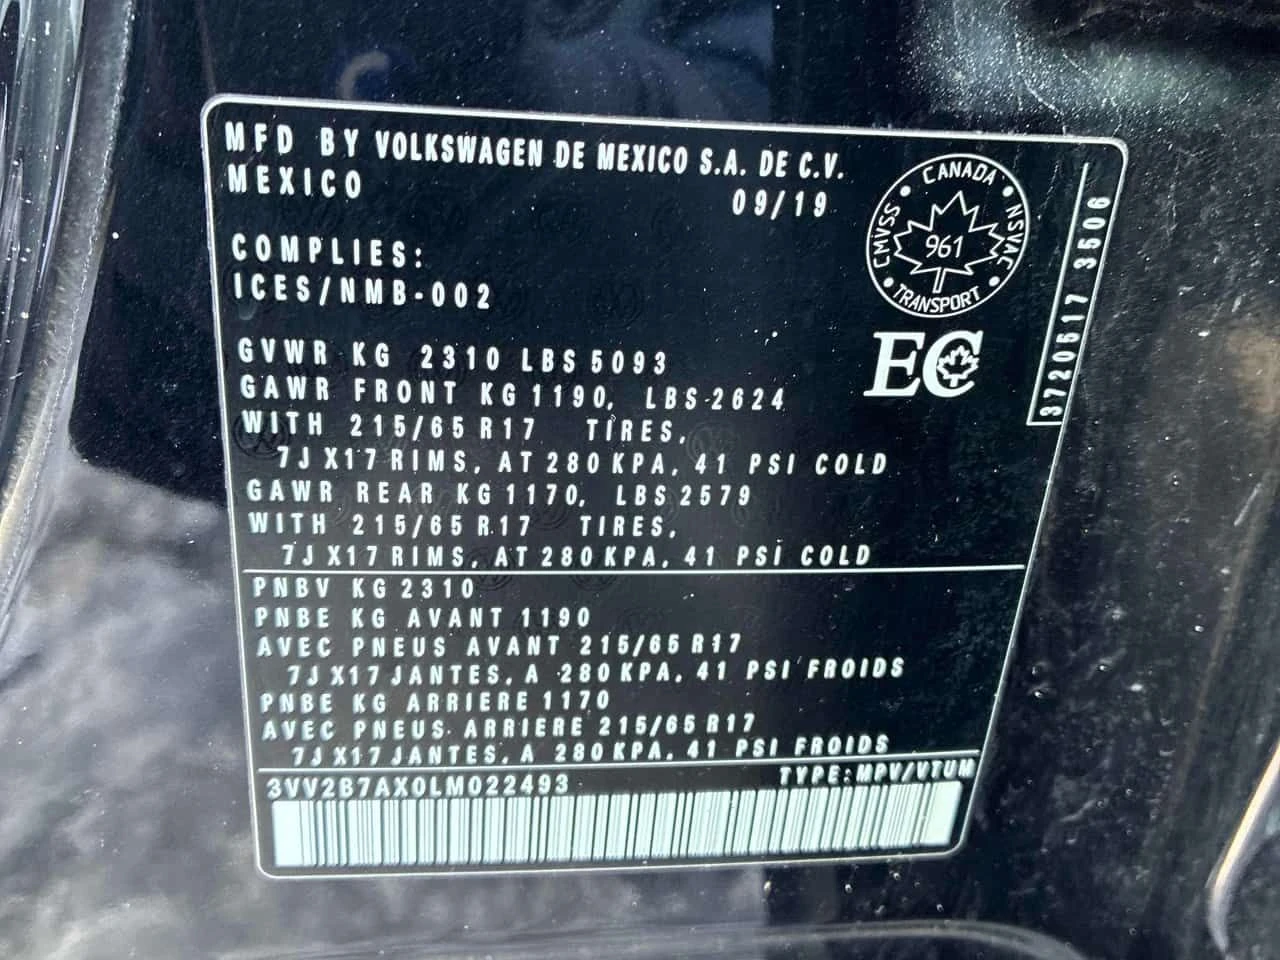 MFD BY VOLKSWAGEN DE MEXICO S.A. DE C.V.
MEXICO 09/19
COMPLIES:
ICES/NMB-002
GVWR KG 2310 LBS 5093
GAWR FRONT KG 1190, LBS 2624
WITH 215/65 R17 TIRES,
7J X17 RIMS, AT 280 KPA, 41 PSI COLD
GAWR REAR KG 1170, LBS 2579
WITH 215/65 R17 TIRES,
7J X17 RIMS, AT 280 KPA, 41 PSI COLD
PNBV KG 2310
PNBE KG AVANT 1190
AVEC PNEUS AVANT 215/65 R17
7J X17 JANTES, A 280 KPA, 41 PSI FROIDS
PNBE KG ARRIERE 1170
AVEC PNEUS ARRIERE 215/65 R17
7J X17 JANTES, A 280 KPA, 41 PSI FROIDS
3VV2B7AX0LM022493 TYPE:MPV/VTUM
CANADA
CMVSS
NSVAC
961
TRANSPORT
EC
3720517 3506